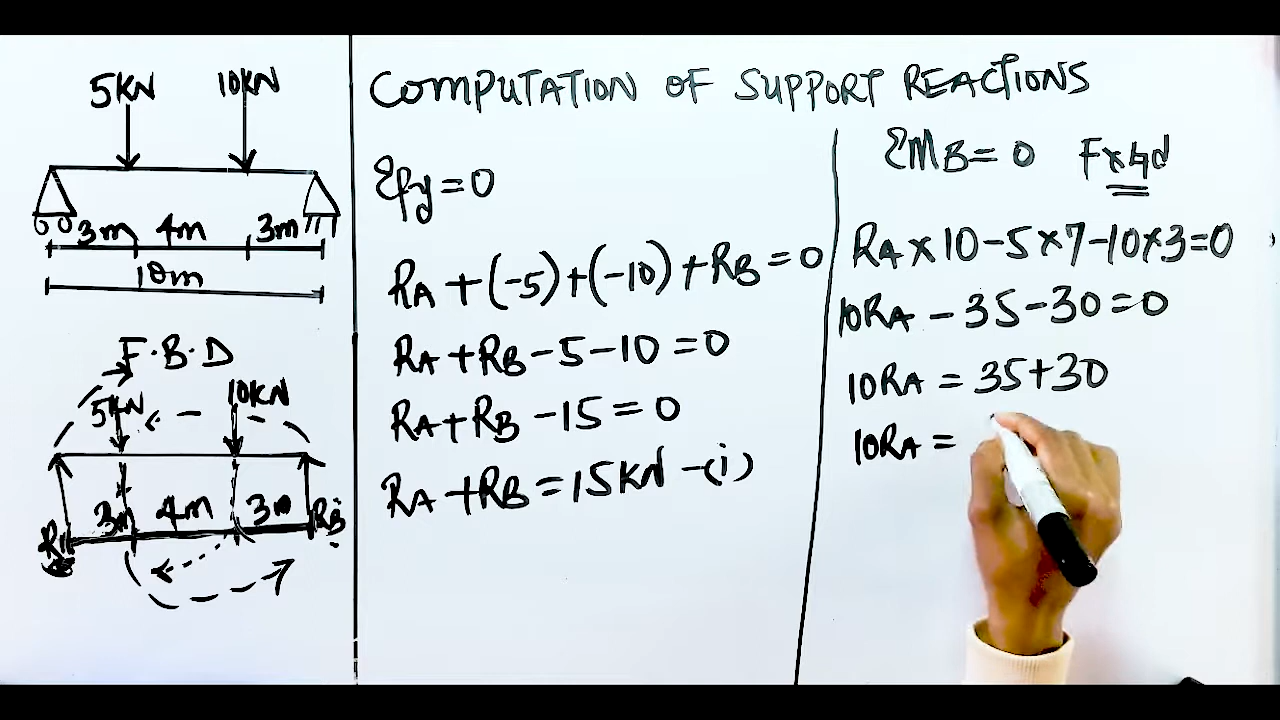 COMPUTATION OF SUPPORT REACTIONS
5KN 10KN
3m 4m 3m
10m
F.B.D
5KN 10KN
3m 4m 3m
RB
Σfy=0
RA+(-5)+(-10)+RB=0
RA+RB-5-10=0
RA+RB-15=0
RA+RB=15KN -(i)
ΣMB=0 Fx⊥d
RA×10-5×7-10×3=0
10RA-35-30=0
10RA=35+30
10RA=